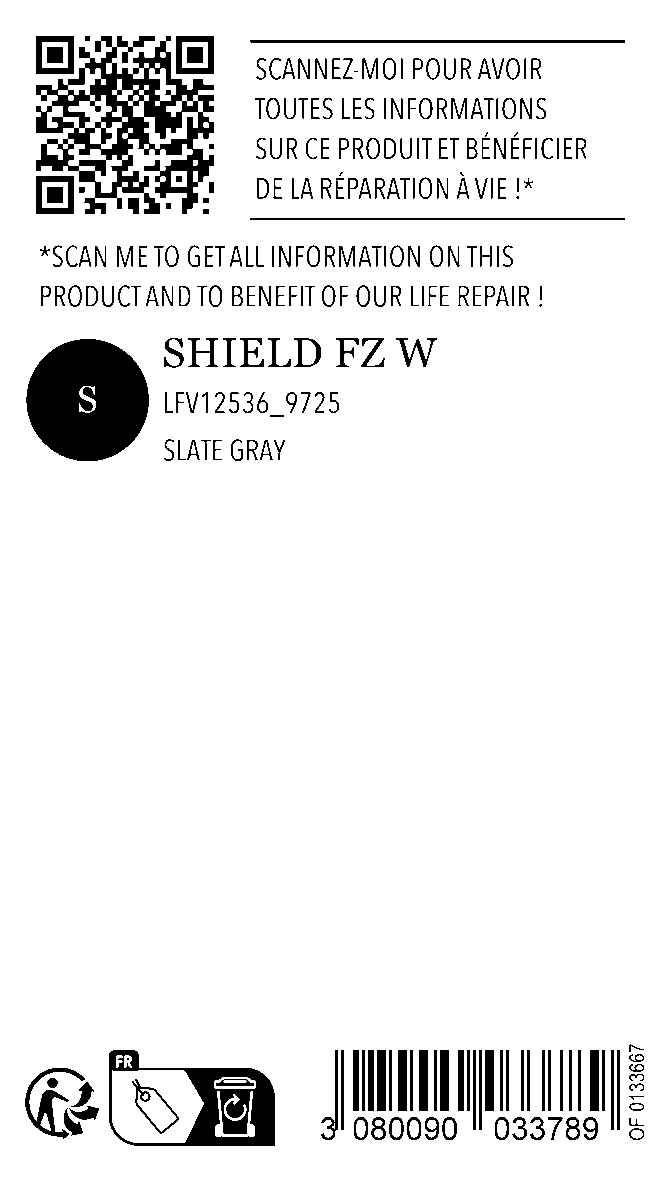 SCANNEZ-MOI POUR AVOIR
TOUTES LES INFORMATIONS
SUR CE PRODUIT ET BÉNÉFICIER
DE LA RÉPARATION À VIE !*
*SCAN ME TO GET ALL INFORMATION ON THIS
PRODUCT AND TO BENEFIT OF OUR LIFE REPAIR !
S
SHIELD FZ W
LFV12536_9725
SLATE GRAY
FR
3 080090 033789
OF 0133667